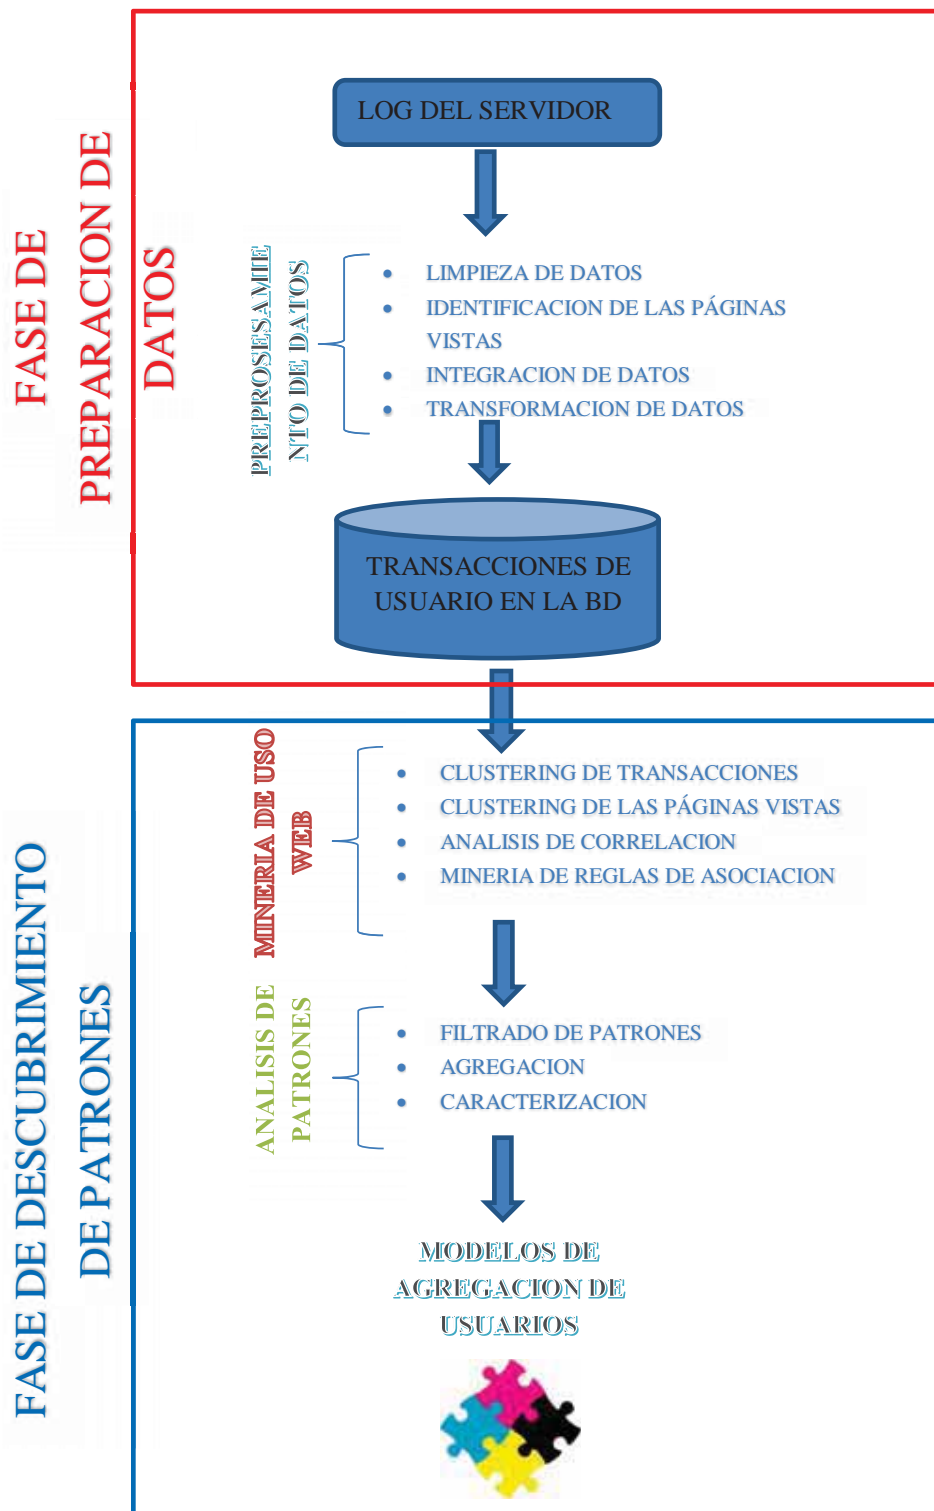 FASE DE
PREPARACION DE
DATOS
LOG DEL SERVIDOR
PREPROSESAMIE
NTO DE DATOS
• LIMPIEZA DE DATOS
• IDENTIFICACION DE LAS PÁGINAS
VISTAS
• INTEGRACION DE DATOS
• TRANSFORMACION DE DATOS
TRANSACCIONES DE
USUARIO EN LA BD
FASE DE DESCUBRIMIENTO
DE PATRONES
MINERIA DE USO
WEB
• CLUSTERING DE TRANSACCIONES
• CLUSTERING DE LAS PÁGINAS VISTAS
• ANALISIS DE CORRELACION
• MINERIA DE REGLAS DE ASOCIACION
ANALISIS DE
PATRONES
• FILTRADO DE PATRONES
• AGREGACION
• CARACTERIZACION
MODELOS DE
AGREGACION DE
USUARIOS